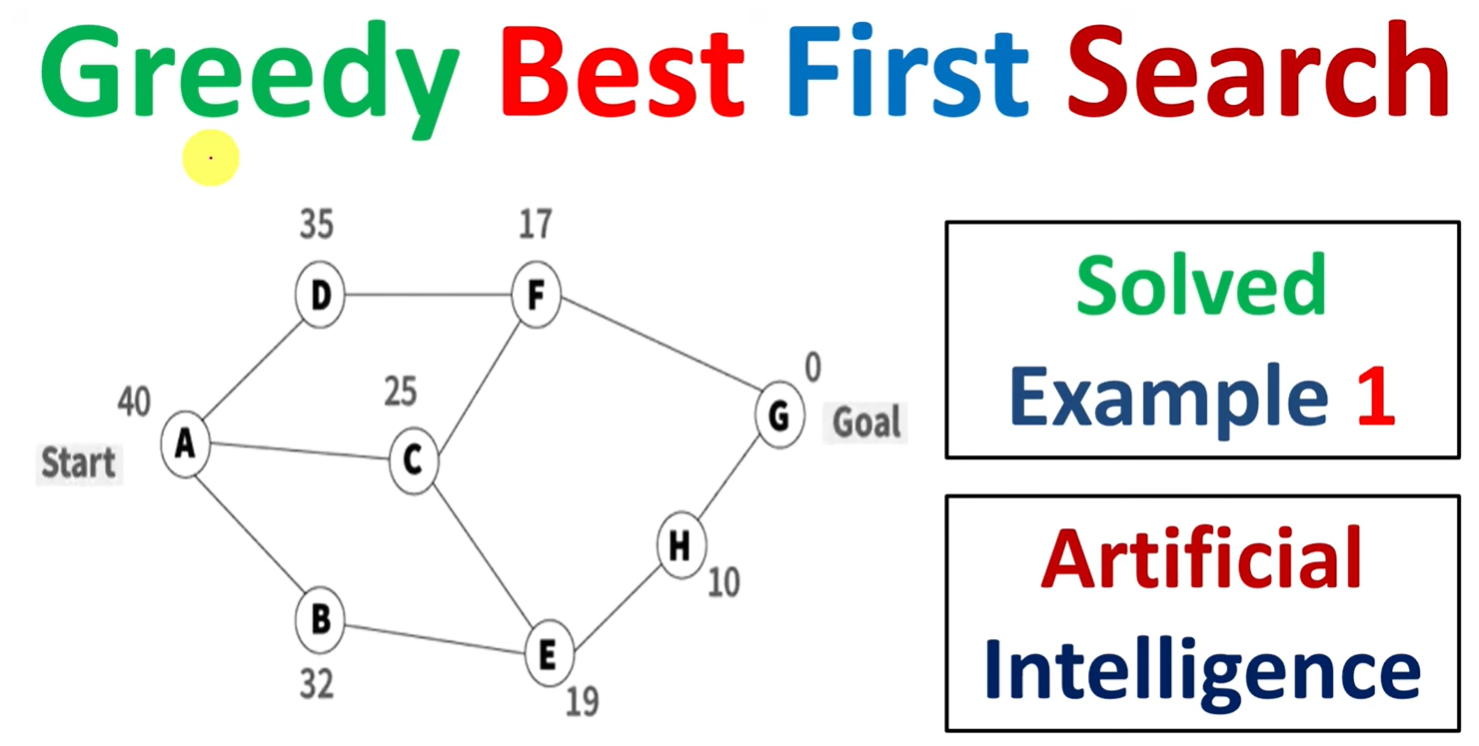 Greedy Best First Search
35
17
D
F
0
40
25
G
Goal
A
C
Start
H
10
B
E
32
19
Solved
Example 1
Artificial
Intelligence